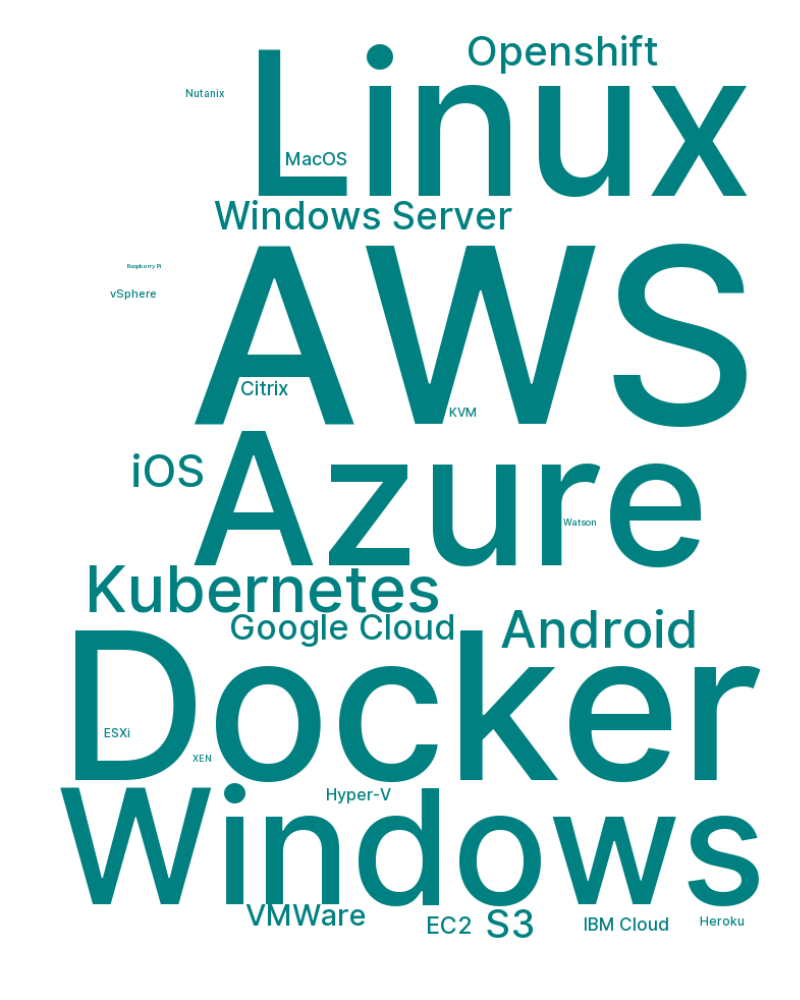 Openshift
Linux
Nutanix
MacOS
Windows Server
AWS
Raspberry Pi
vSphere
Citrix
KVM
iOS
Azure
Watson
Kubernetes
Google Cloud
Android
Docker
ESXi
XEN
Windows
Hyper-V
VMWare
EC2
S3
IBM Cloud
Heroku